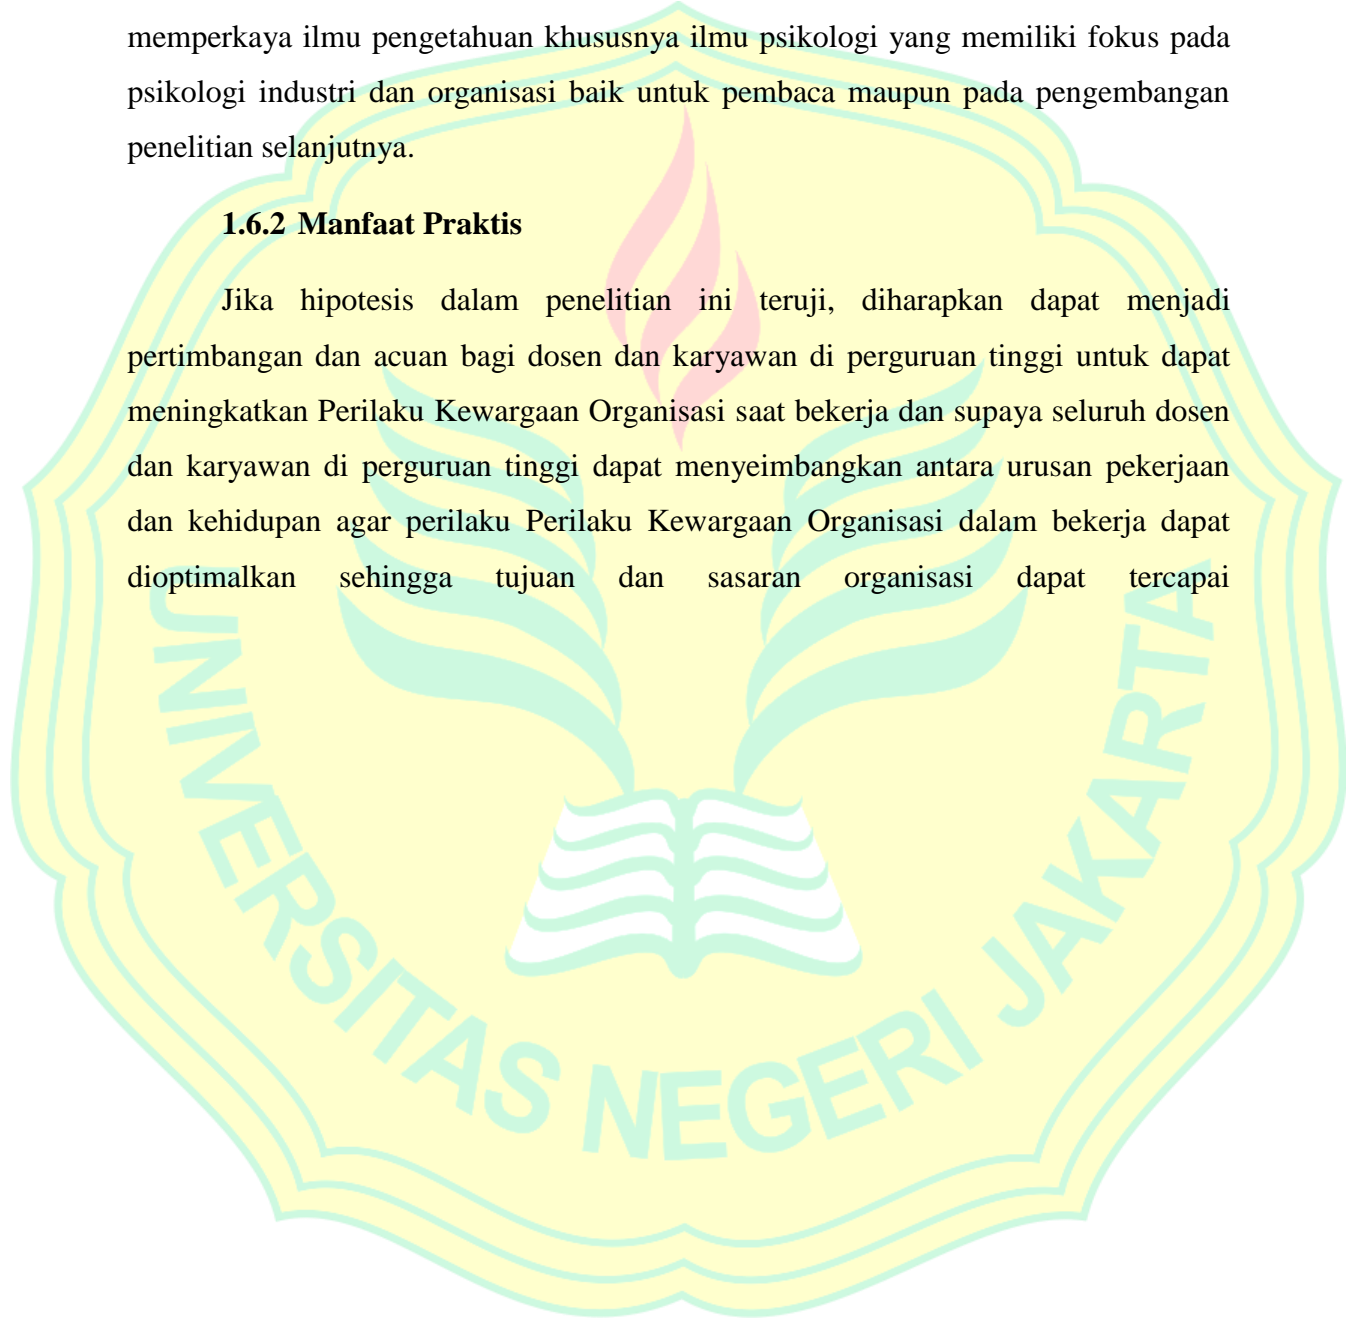 memperkaya ilmu pengetahuan khususnya ilmu psikologi yang memiliki fokus pada
psikologi industri dan organisasi baik untuk pembaca maupun pada pengembangan
penelitian selanjutnya.
1.6.2 Manfaat Praktis
Jika hipotesis dalam penelitian ini teruji, diharapkan dapat menjadi
pertimbangan dan acuan bagi dosen dan karyawan di perguruan tinggi untuk dapat
meningkatkan Perilaku Kewargaan Organisasi saat bekerja dan supaya seluruh dosen
dan karyawan di perguruan tinggi dapat menyeimbangkan antara urusan pekerjaan
dan kehidupan agar perilaku Perilaku Kewargaan Organisasi dalam bekerja dapat
dioptimalkan sehingga tujuan dan sasaran organisasi dapat tercapai
UNIVERSITAS NEGERI JAKARTA